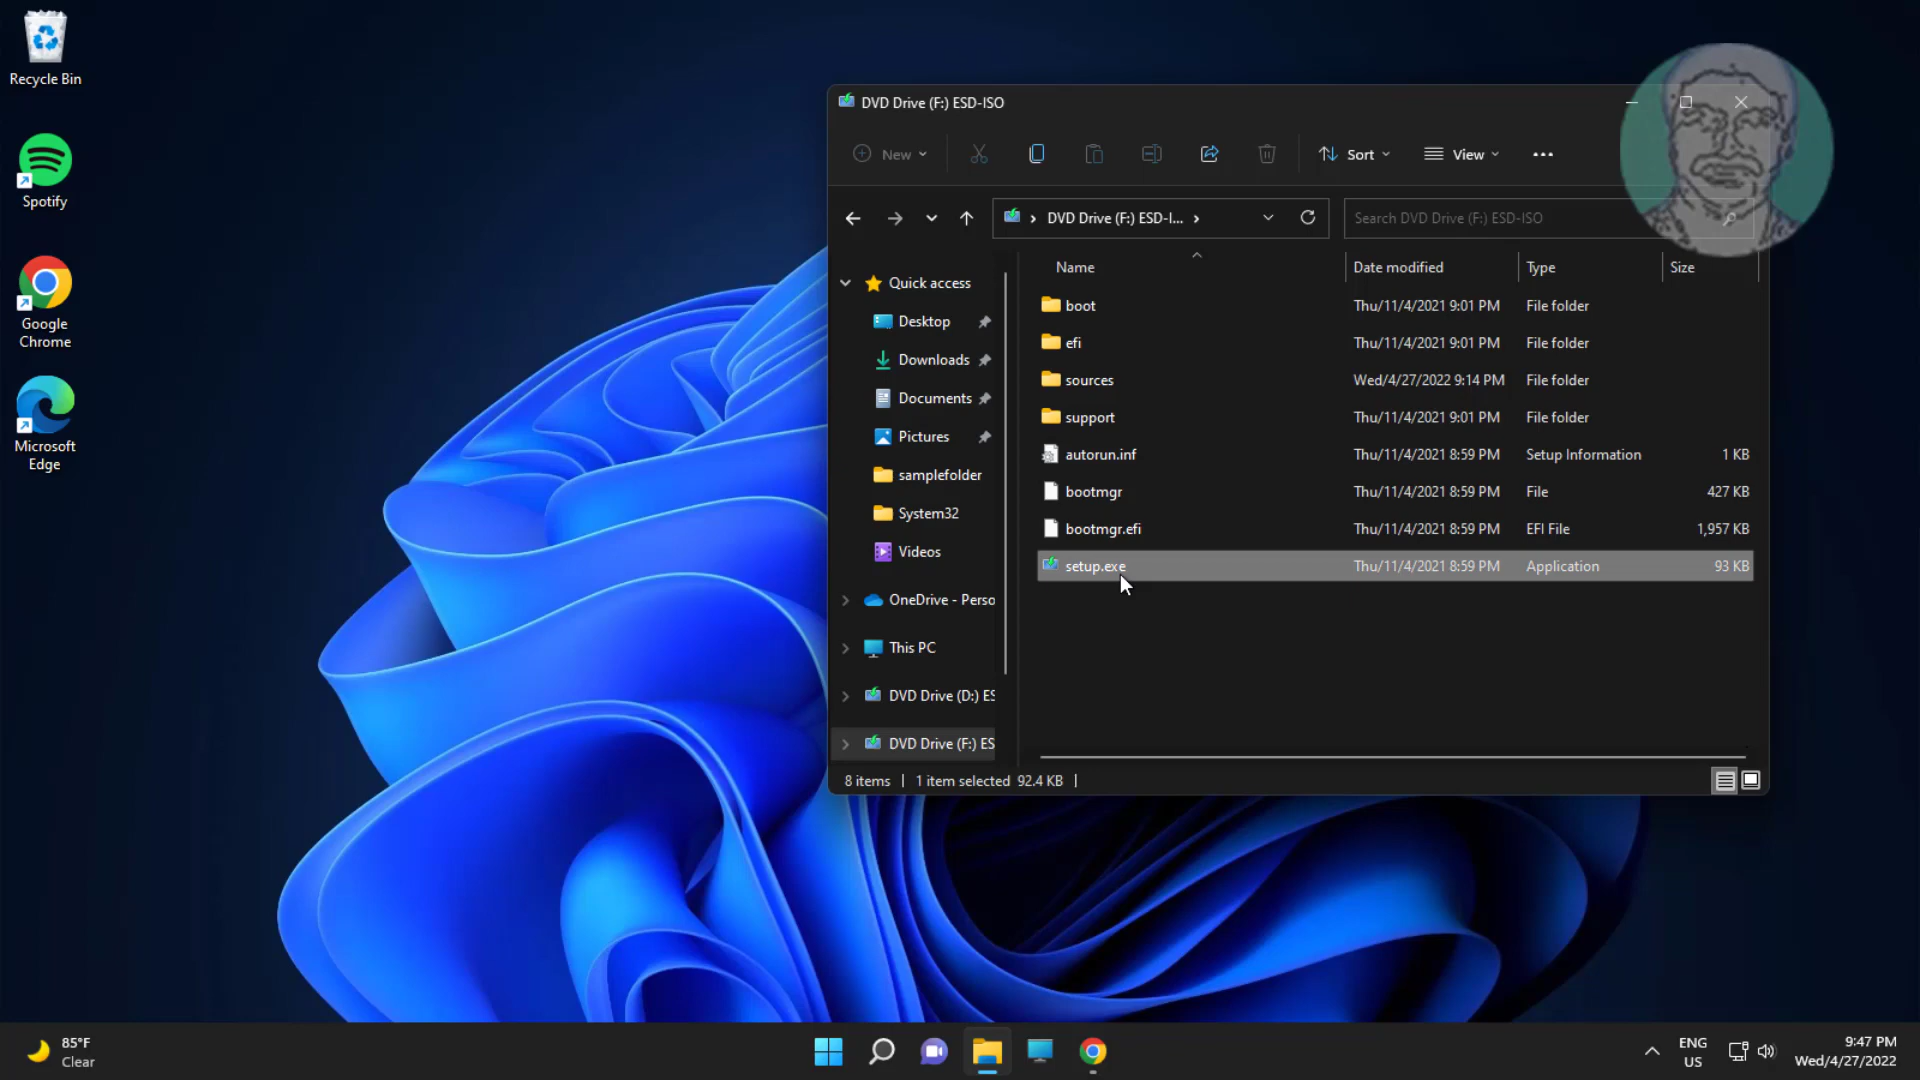 Recycle Bin
Spotify
Google
Chrome
Microsoft
Edge
DVD Drive (F:) ESD-ISO
New
Sort
View
DVD Drive (F:) ESD-I...
Search DVD Drive (F:) ESD-ISO
Name Date modified Type Size
Quick access
Desktop
Downloads
Documents
Pictures
samplefolder
System32
Videos
OneDrive - Perso
This PC
DVD Drive (D:) ES
DVD Drive (F:) ES
boot Thu/11/4/2021 9:01 PM File folder
efi Thu/11/4/2021 9:01 PM File folder
sources Wed/4/27/2022 9:14 PM File folder
support Thu/11/4/2021 9:01 PM File folder
autorun.inf Thu/11/4/2021 8:59 PM Setup Information 1 KB
bootmgr Thu/11/4/2021 8:59 PM File 427 KB
bootmgr.efi Thu/11/4/2021 8:59 PM EFI File 1,957 KB
setup.exe Thu/11/4/2021 8:59 PM Application 93 KB
8 items | 1 item selected 92.4 KB |
85°F
Clear
ENG
US
9:47 PM
Wed/4/27/2022